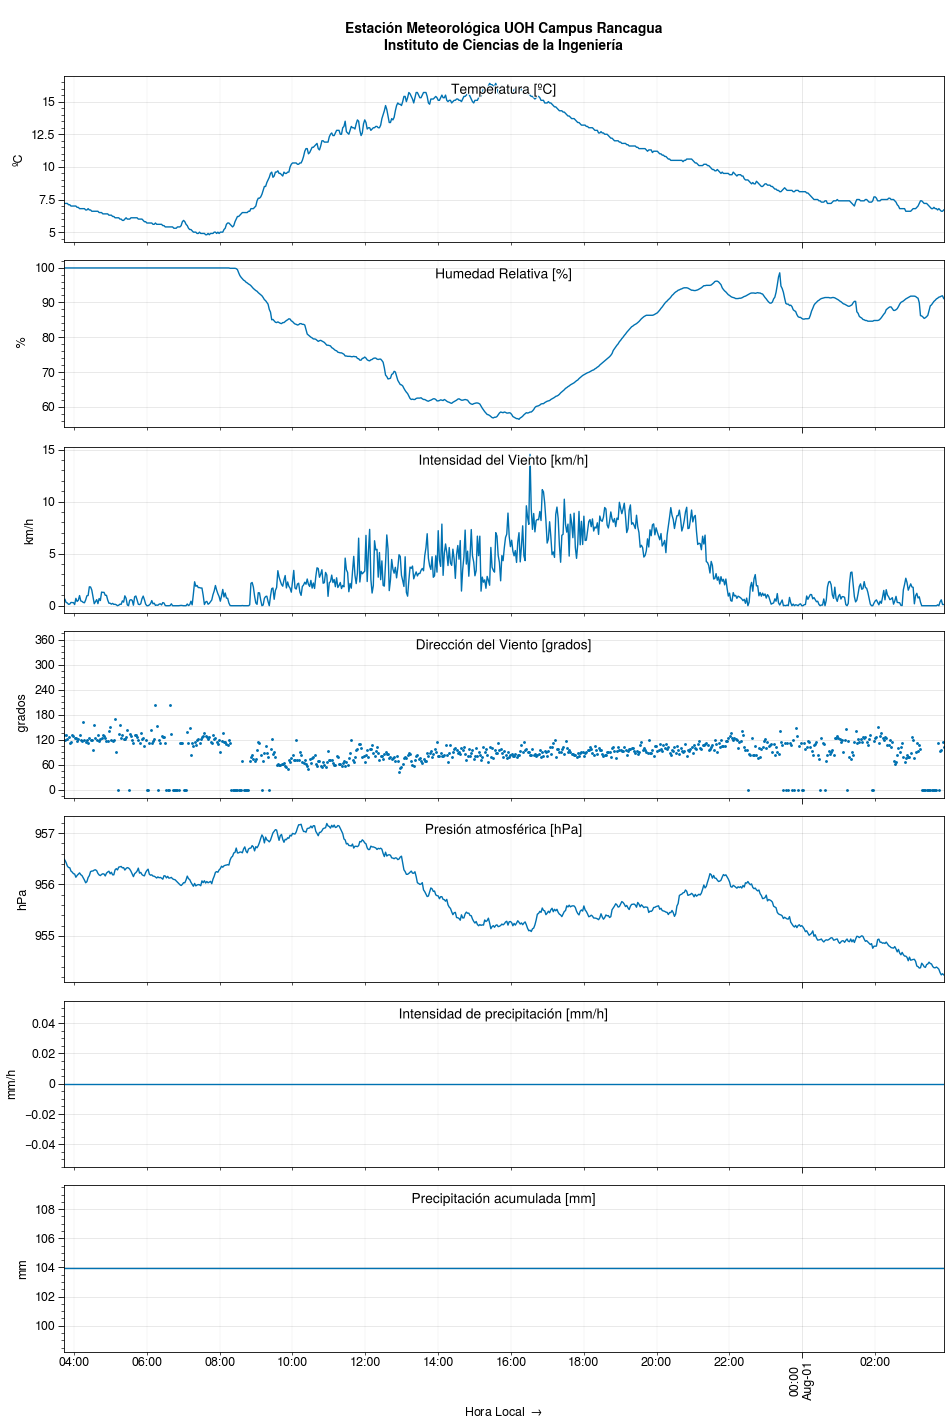 Estación Meteorológica UOH Campus Rancagua
Instituto de Ciencias de la Ingeniería
Temperatura [ºC]
15
12.5
10
7.5
5
ºC
Humedad Relativa [%]
100
90
80
70
60
%
Intensidad del Viento [km/h]
15
10
5
0
km/h
Dirección del Viento [grados]
360
300
240
180
120
60
0
grados
Presión atmosférica [hPa]
957
956
955
hPa
Intensidad de precipitación [mm/h]
0.04
0.02
0
−0.02
−0.04
mm/h
Precipitación acumulada [mm]
108
106
104
102
100
mm
04:00 06:00 08:00 10:00 12:00 14:00 16:00 18:00 20:00 22:00 00:00 02:00
Aug-01
Hora Local →